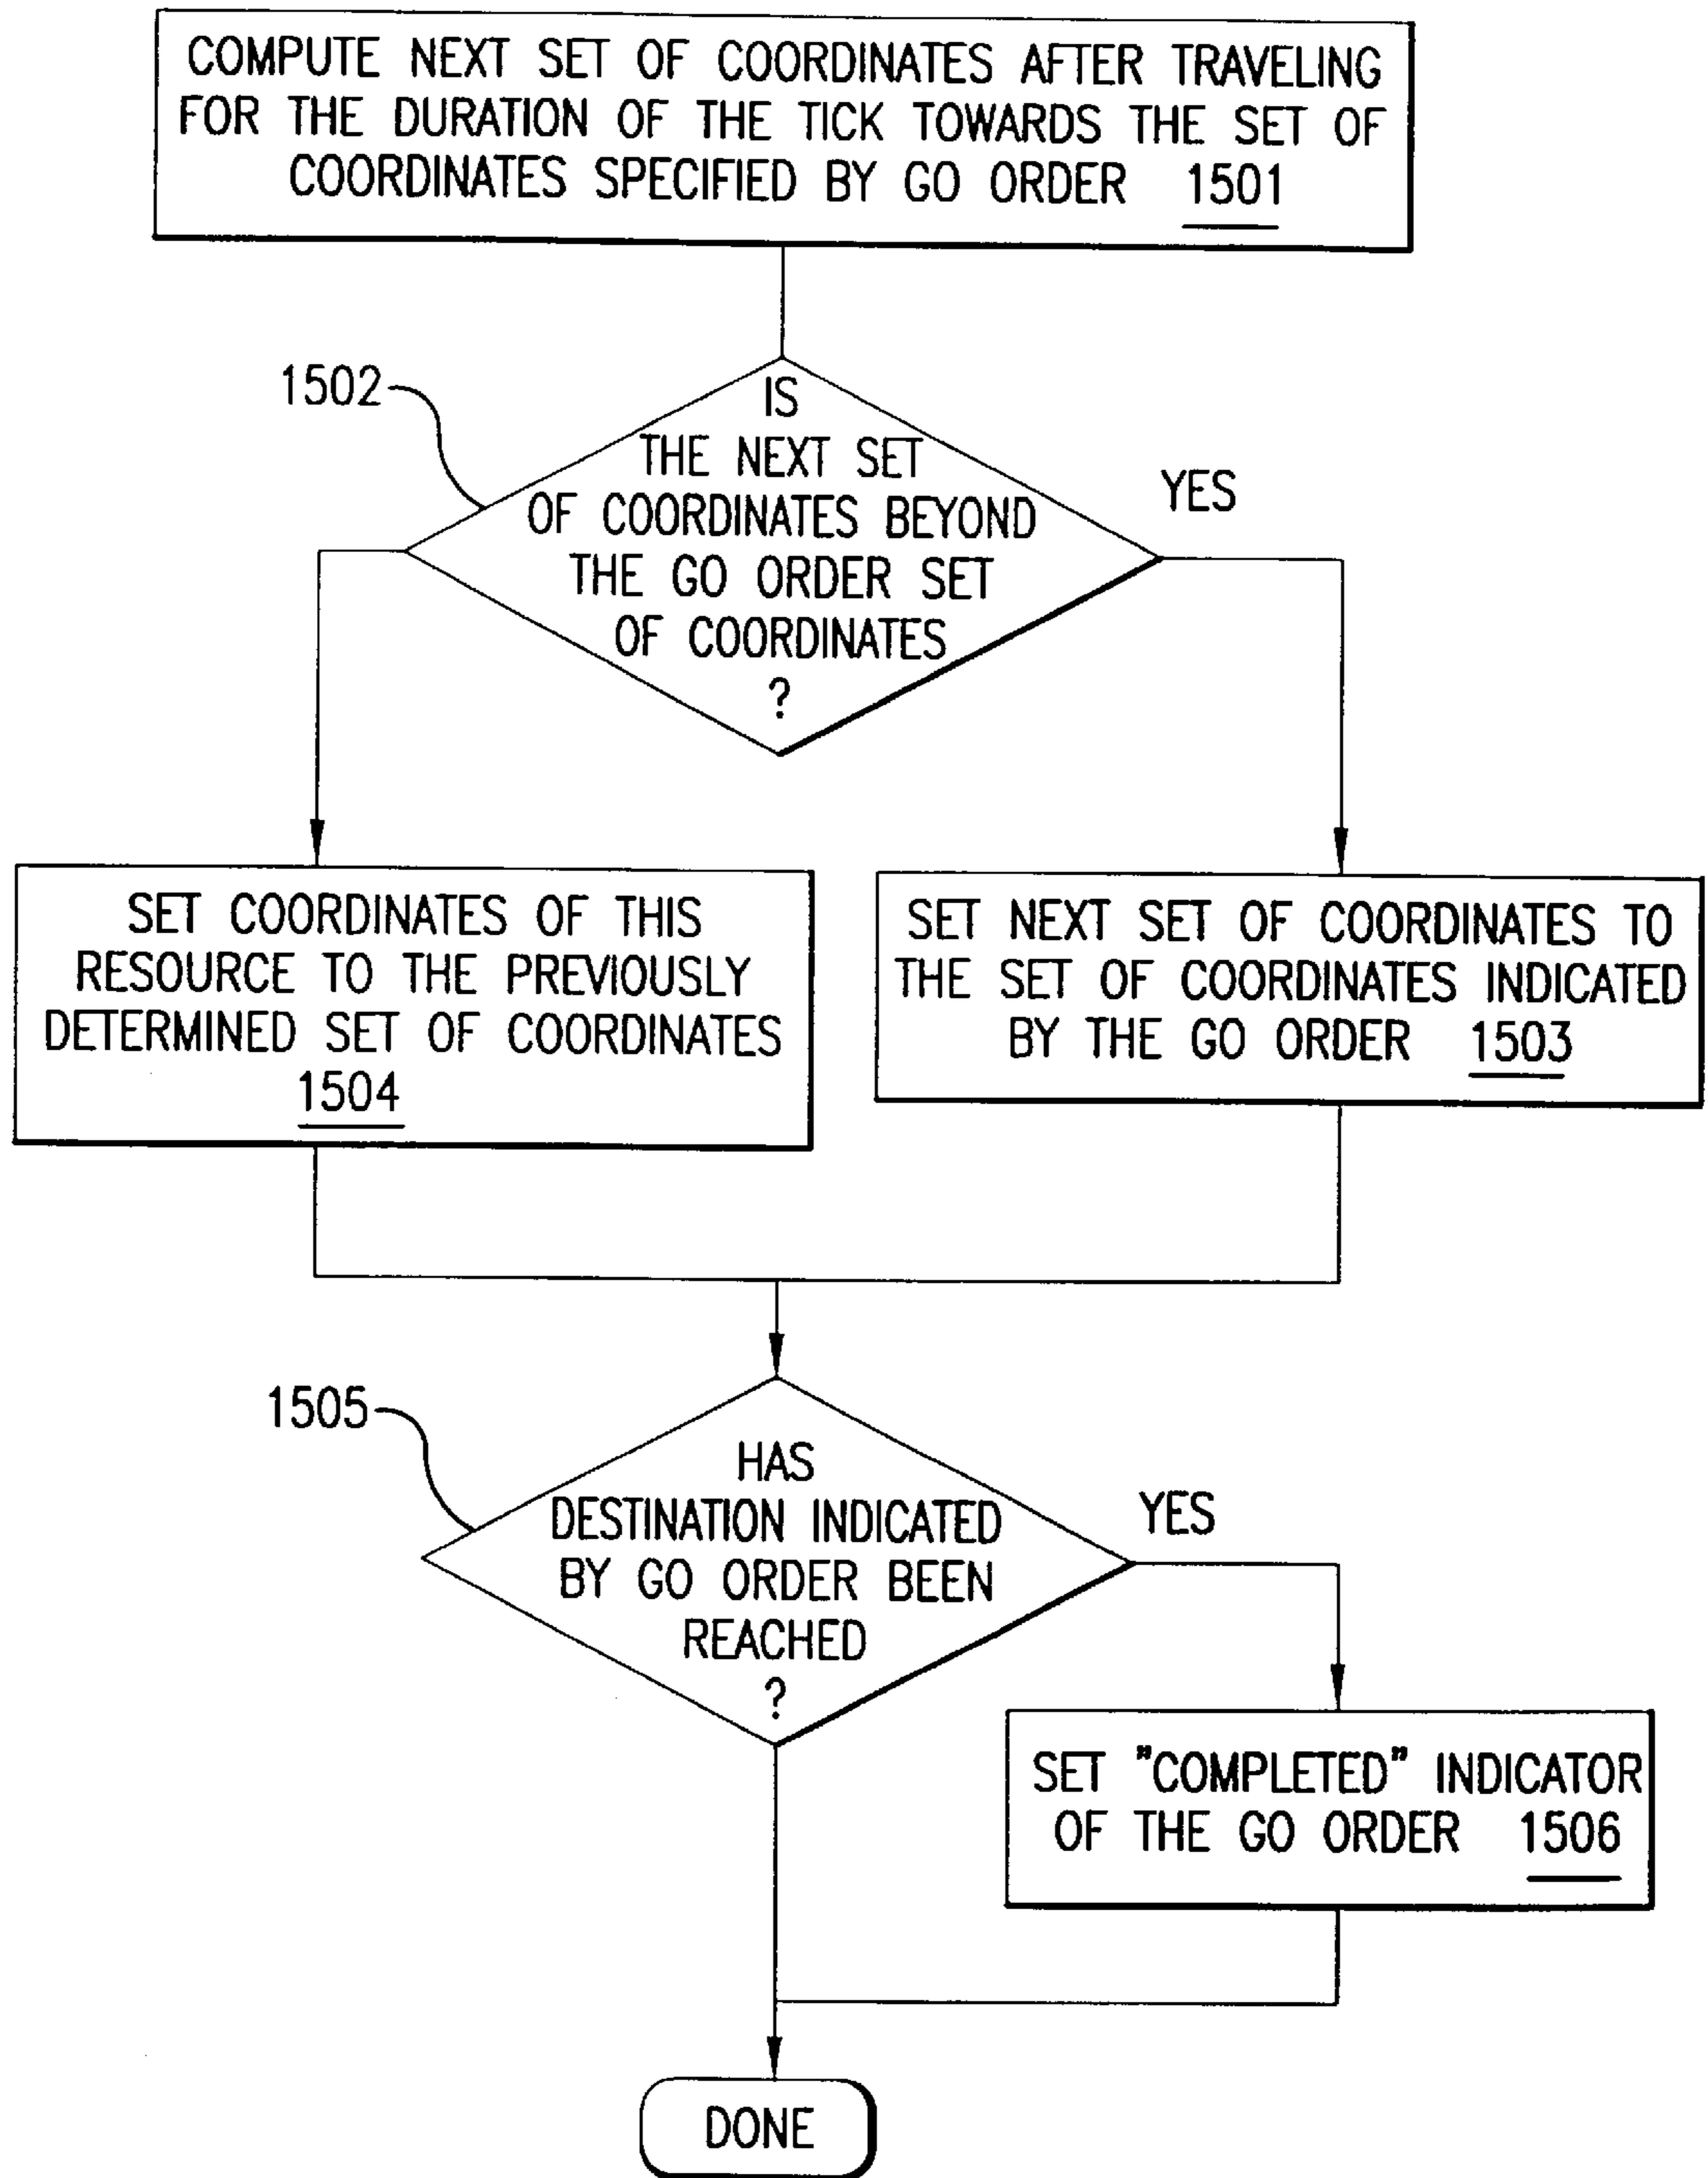 COMPUTE NEXT SET OF COORDINATES AFTER TRAVELING
FOR THE DURATION OF THE TICK TOWARDS THE SET OF
COORDINATES SPECIFIED BY GO ORDER 1501
1502
IS
THE NEXT SET
OF COORDINATES BEYOND
THE GO ORDER SET
OF COORDINATES
?
YES
SET COORDINATES OF THIS
RESOURCE TO THE PREVIOUSLY
DETERMINED SET OF COORDINATES
1504
SET NEXT SET OF COORDINATES TO
THE SET OF COORDINATES INDICATED
BY THE GO ORDER 1503
1505
HAS
DESTINATION INDICATED
BY GO ORDER BEEN
REACHED
?
YES
SET "COMPLETED" INDICATOR
OF THE GO ORDER 1506
DONE